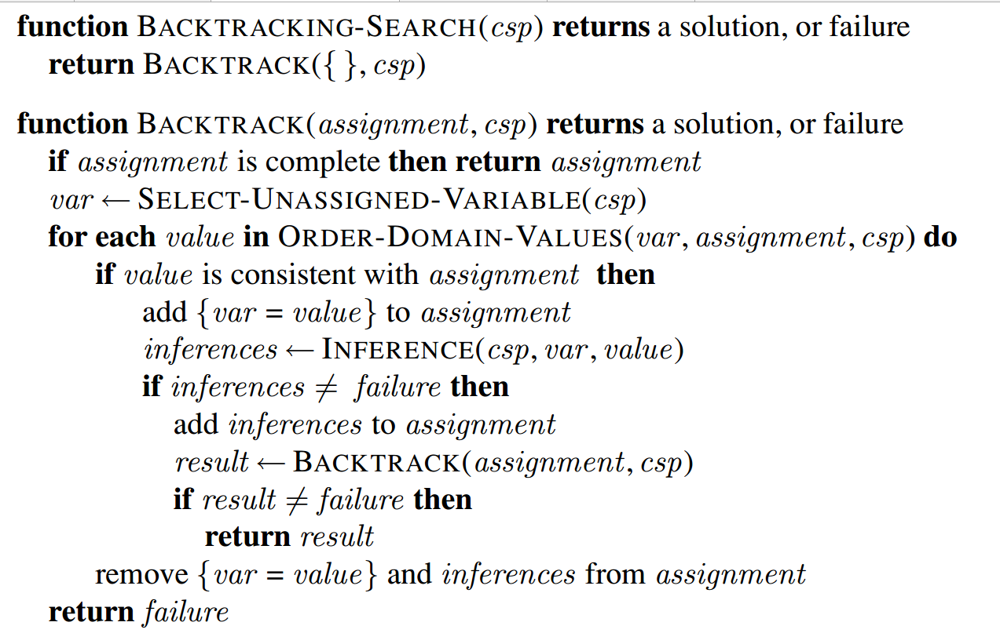 function BACKTRACKING-SEARCH(csp) returns a solution, or failure
return BACKTRACK({ }, csp)
function BACKTRACK(assignment, csp) returns a solution, or failure
if assignment is complete then return assignment
var ← SELECT-UNASSIGNED-VARIABLE(csp)
for each value in ORDER-DOMAIN-VALUES(var, assignment, csp) do
if value is consistent with assignment then
add {var = value} to assignment
inferences ← INFERENCE(csp, var, value)
if inferences ≠ failure then
add inferences to assignment
result ← BACKTRACK(assignment, csp)
if result ≠ failure then
return result
remove {var = value} and inferences from assignment
return failure